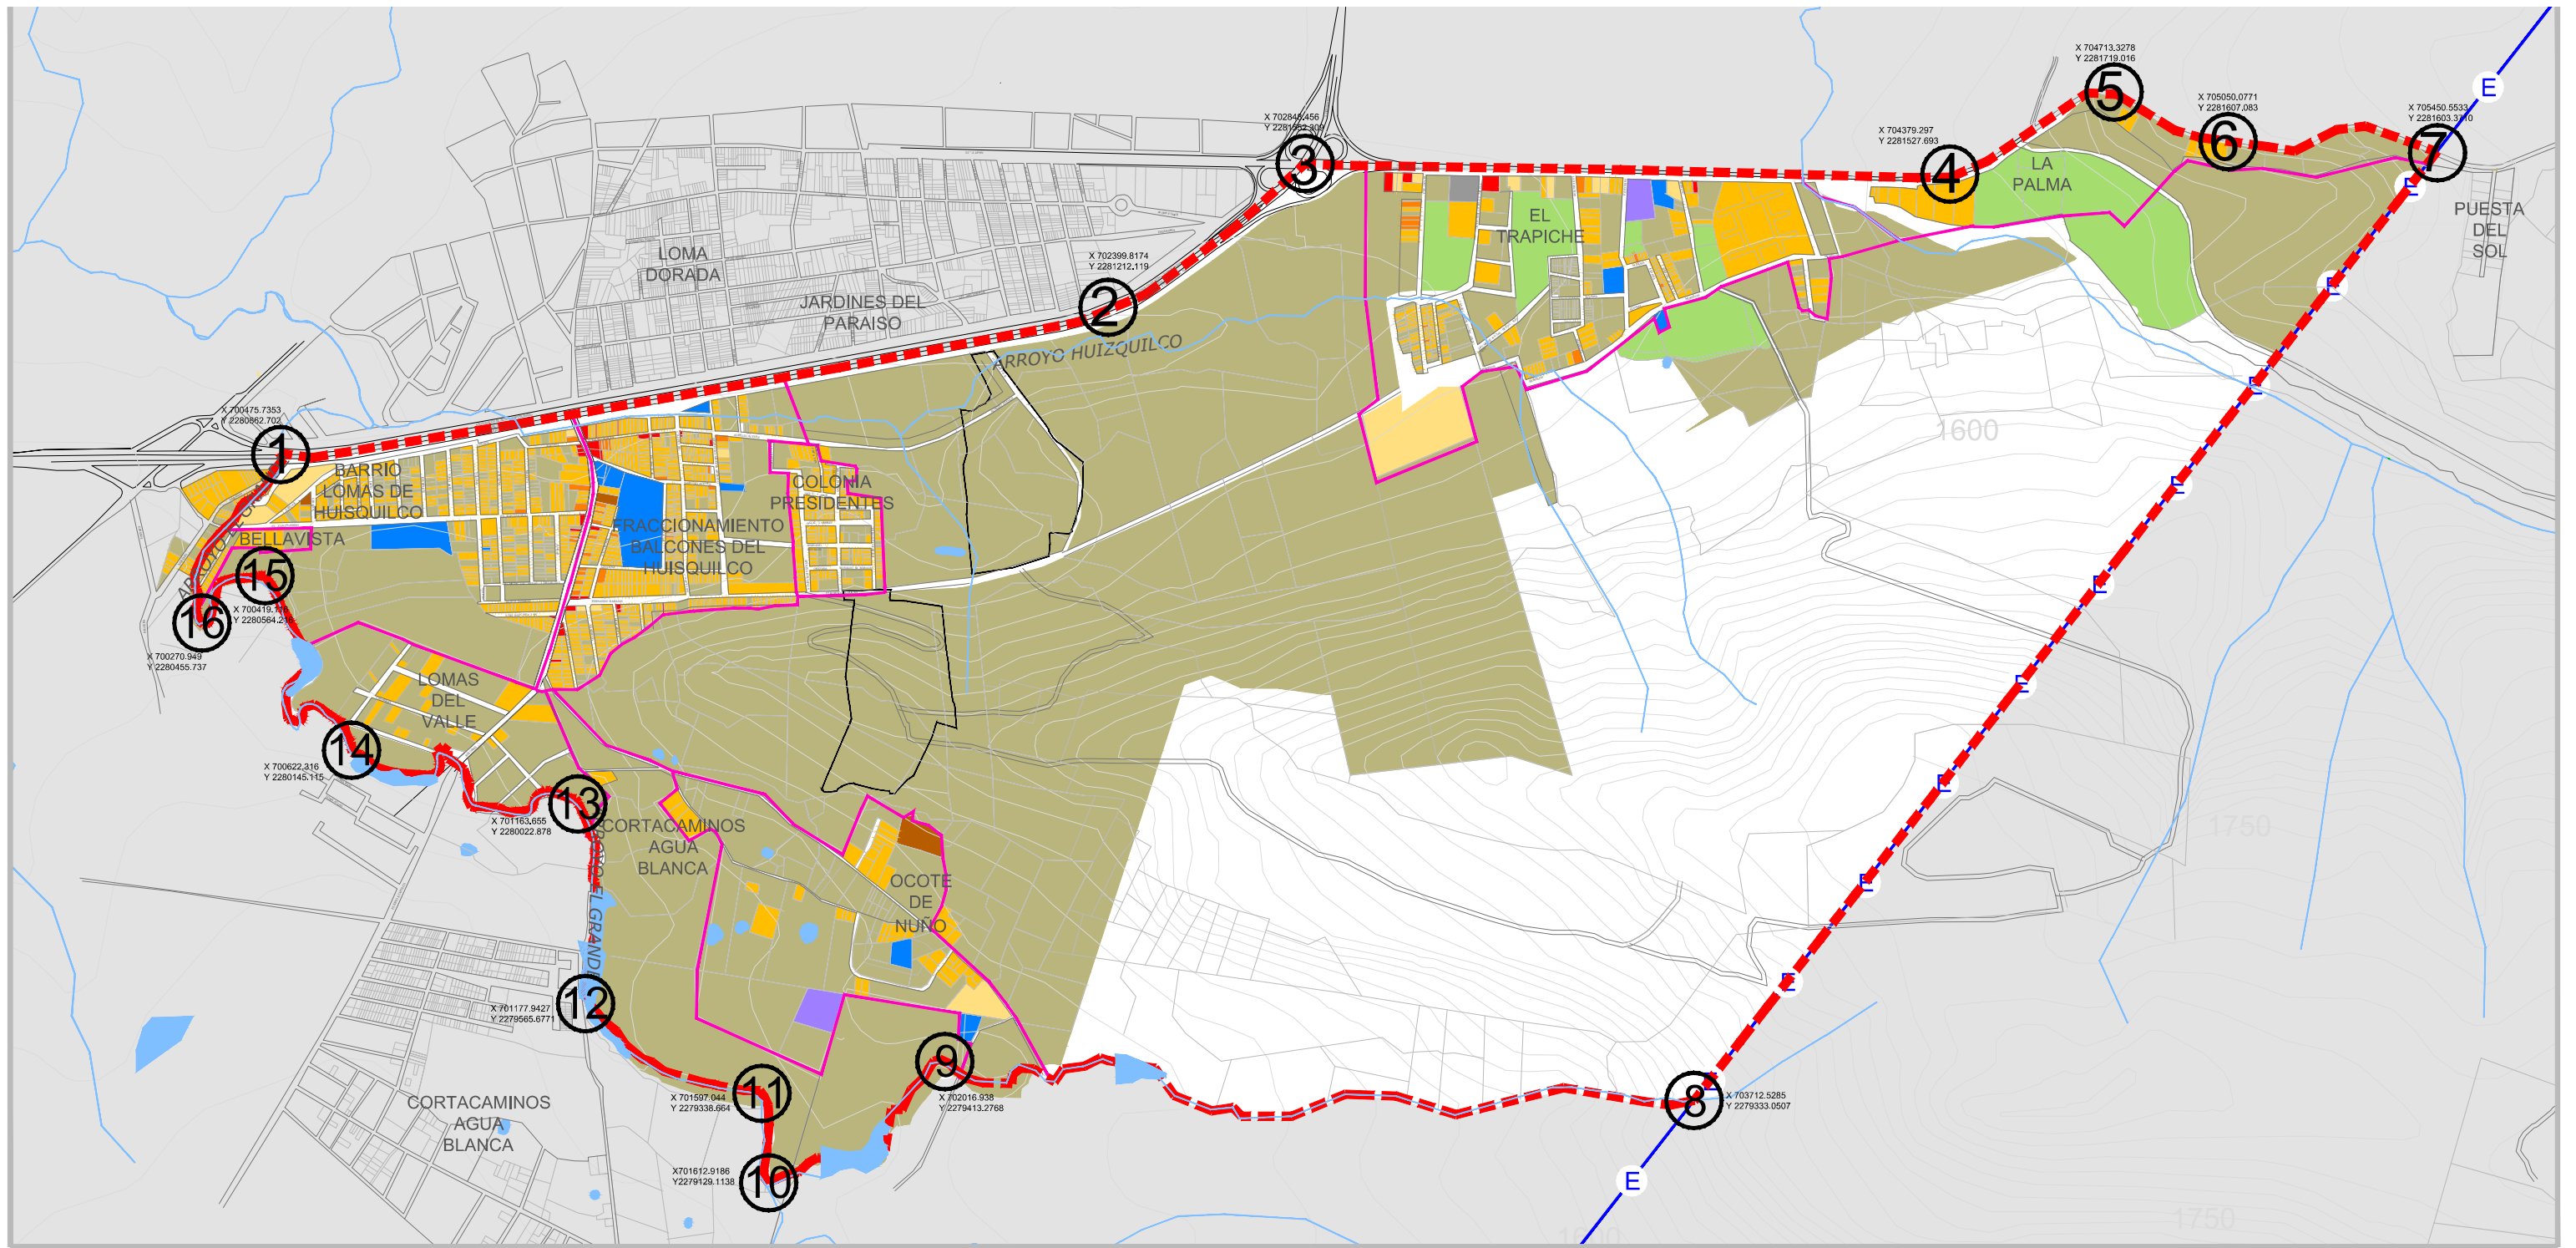 X 704713.3278
Y 2281719.016
5
E
X 705050.0771
Y 2281607.083
6
X 705450.5533
7
X 704379.297
Y 2281527.693
4
3
LA
PALMA
E
PUESTA
DEL
SOL
EL
TRAPICHE
LOMA
DORADA
X 702399.8174
Y 2281212.119
2
JARDINES DEL
PARAISO
ARROYO HUIZQUILCO
E
E
X 700475.7353
Y 2280862.702
1
1600
BARRIO
LOMAS DE
HUISQUILCO
COLONIA
PRESIDENTES
E
FRACCIONAMIENTO
BALCONES DEL
HUISQUILCO
BELLAVISTA
15
E
16
X 700270.949
Y 2280455.737
LOMAS
DEL
VALLE
E
14
X 700622.316
Y 2280145.115
E
13
X 701163.655
Y 2280022.878
CORTACAMINOS
AGUA
BLANCA
1750
E
OCOTE
DE
NUÑO
EL GRANDE
E
12
X 701177.9427
Y 2279565.6771
9
X 702016.938
Y 2279413.2768
11
X 701597.044
Y 2279338.664
E
8
X 703712.5285
Y 2279333.0507
CORTACAMINOS
AGUA
BLANCA
10
X701612.9186
Y2279129.1138
E
1750